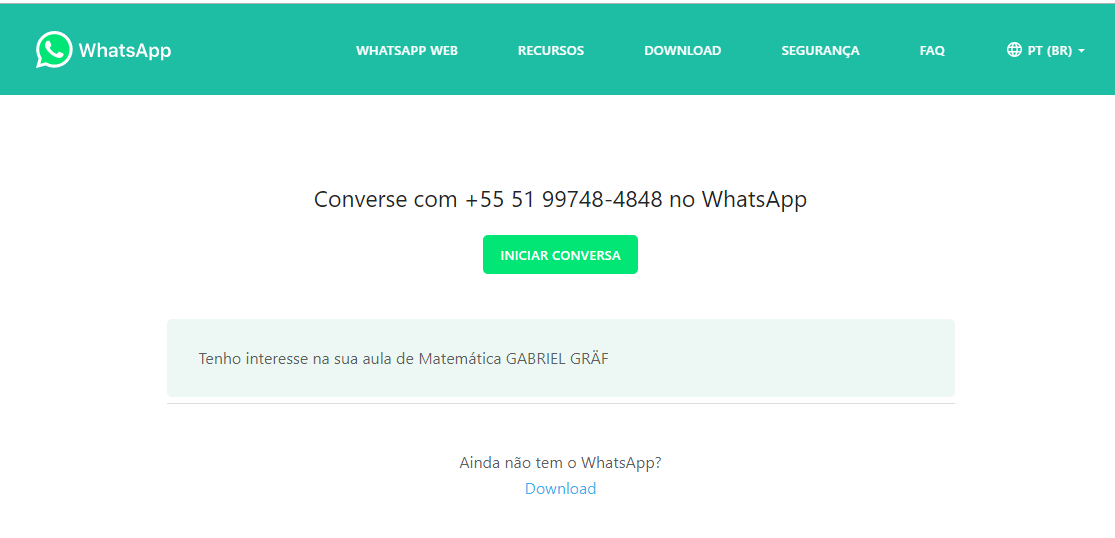 WhatsApp
WHATSAPP WEB
RECURSOS
DOWNLOAD
SEGURANÇA
FAQ
PT (BR)
Converse com +55 51 99748-4848 no WhatsApp
INICIAR CONVERSA
Tenho interesse na sua aula de Matemática GABRIEL GRÄF
Ainda não tem o WhatsApp?
Download